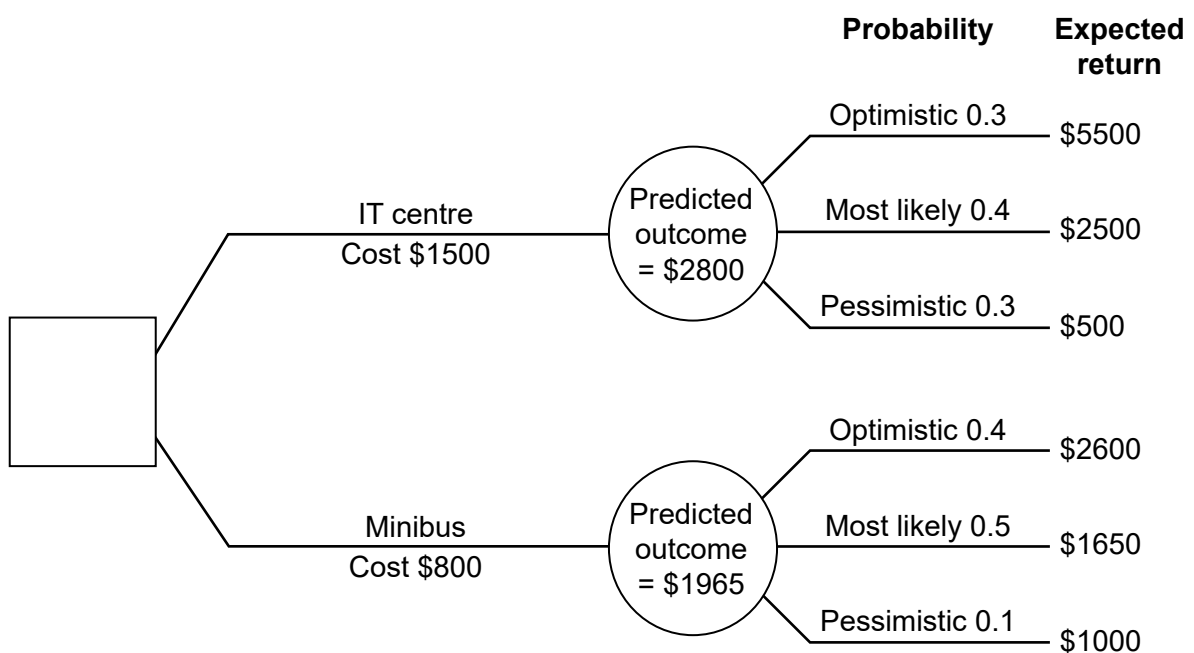 Probability
Expected
return
Optimistic 0.3
$5500
IT centre
Cost $1500
Predicted
outcome
= $2800
Most likely 0.4
$2500
Pessimistic 0.3
$500
Optimistic 0.4
$2600
Minibus
Cost $800
Predicted
outcome
= $1965
Most likely 0.5
$1650
Pessimistic 0.1
$1000